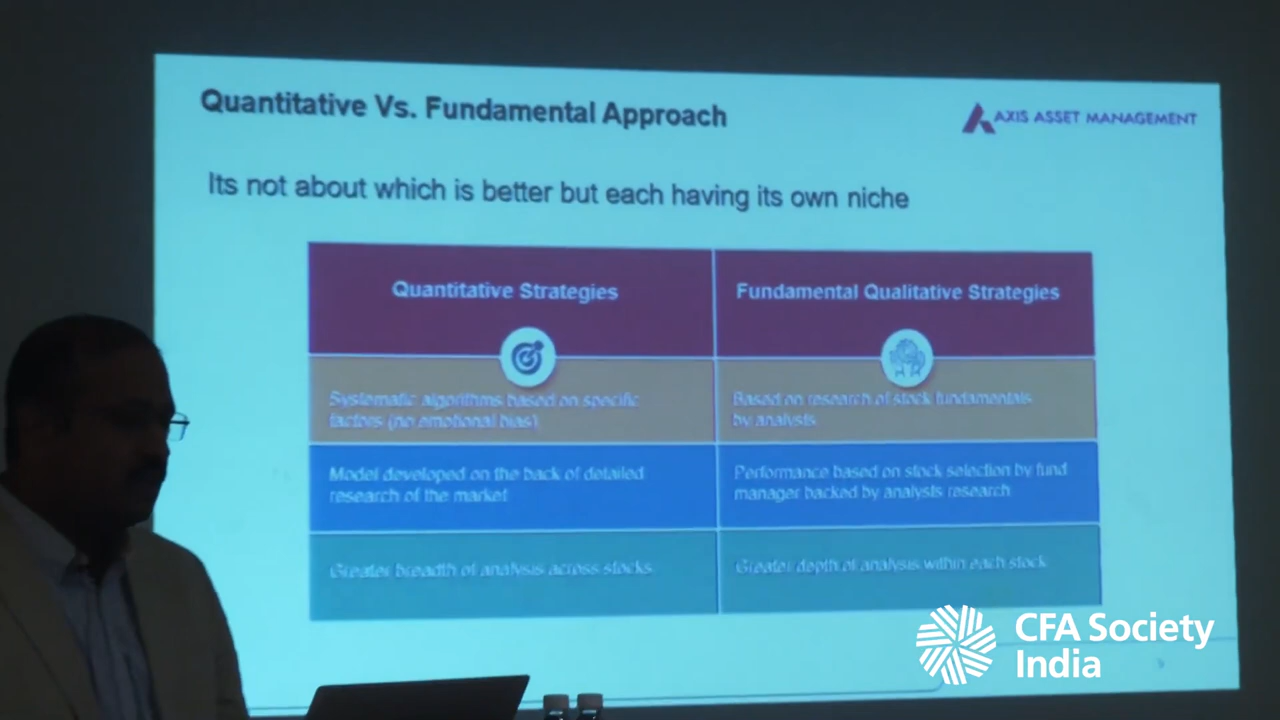 Quantitative Vs. Fundamental Approach
AXIS ASSET MANAGEMENT
Its not about which is better but each having its own niche
Quantitative Strategies
Fundamental Qualitative Strategies
Systematic algorithms based on specific
factors (no emotional bias)
Based on research of stock fundamentals
by analysts
Model developed on the back of detailed
research of the market
Performance based on stock selection by fund
manager backed by analysts research
Greater breadth of analysis across stocks
Greater depth of analysis within each stock
CFA Society
India